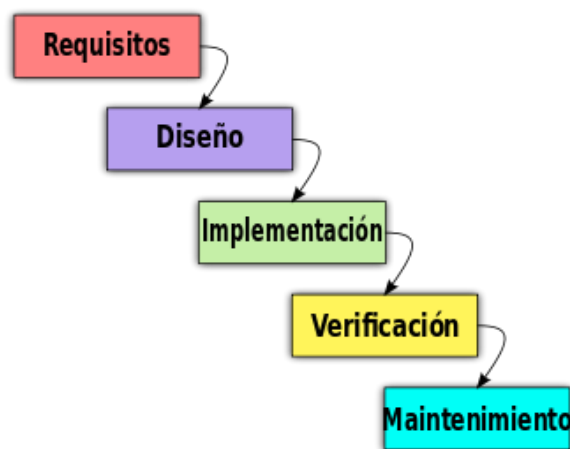 Requisitos
Diseño
Implementación
Verificación
Maintenimiento